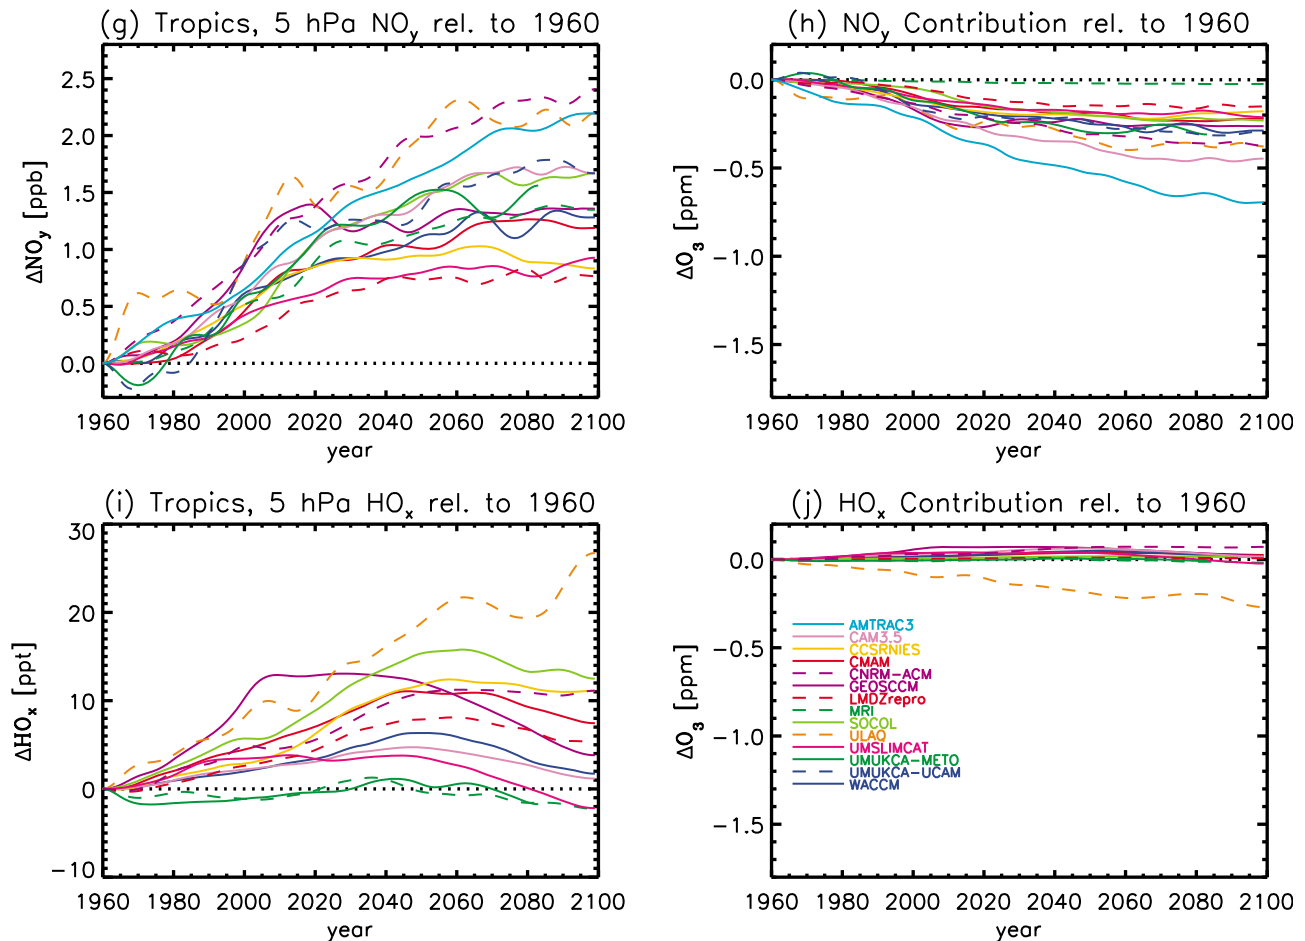 (g) Tropics, 5 hPa NOy rel. to 1960
ΔNOy [ppb]
2.5
2.0
1.5
1.0
0.5
0.0
1960 1980 2000 2020 2040 2060 2080 2100
year
(h) NOy Contribution rel. to 1960
ΔO3 [ppm]
0.0
−0.5
−1.0
−1.5
1960 1980 2000 2020 2040 2060 2080 2100
year
(i) Tropics, 5 hPa HOx rel. to 1960
ΔHOx [ppt]
30
20
10
0
−10
1960 1980 2000 2020 2040 2060 2080 2100
year
(j) HOx Contribution rel. to 1960
ΔO3 [ppm]
0.0
−0.5
−1.0
−1.5
AMTRAC3
CAM3.5
CCSRNIES
CMAM
CNRM−ACM
GEOSCCM
LMDZrepro
MRI
SOCOL
ULAQ
UMSLIMCAT
UMUKCA−METO
UMUKCA−UCAM
WACCM
1960 1980 2000 2020 2040 2060 2080 2100
year